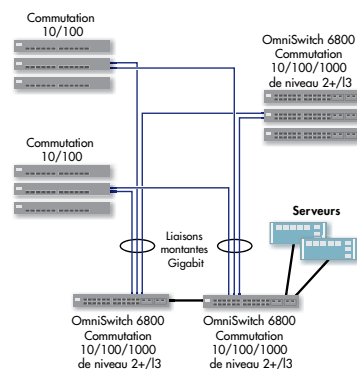 Commutation
10/100
OmniSwitch 6800
Commutation
10/100/1000
de niveau 2+/l3
Commutation
10/100
Liaisons
montantes
Gigabit
Serveurs
OmniSwitch 6800
Commutation
10/100/1000
de niveau 2+/l3
OmniSwitch 6800
Commutation
10/100/1000
de niveau 2+/l3